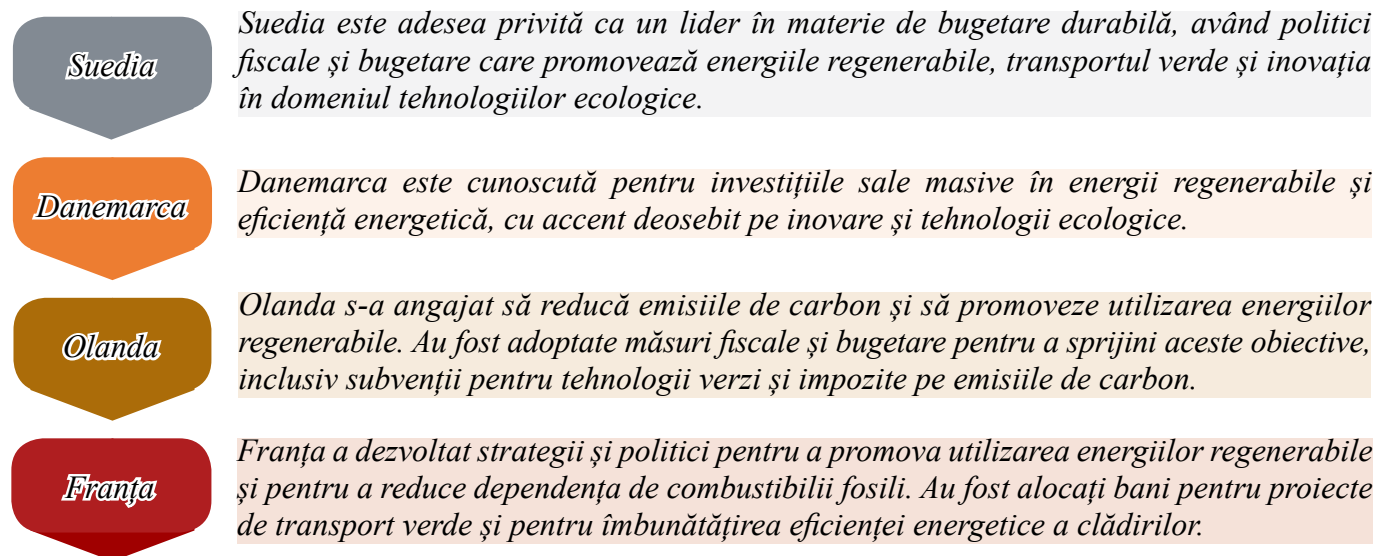 Suedia
Suedia este adesea privită ca un lider în materie de bugetare durabilă, având politici
fiscale și bugetare care promovează energiile regenerabile, transportul verde și inovația
în domeniul tehnologiilor ecologice.
Danemarca
Danemarca este cunoscută pentru investițiile sale masive în energii regenerabile și
eficiență energetică, cu accent deosebit pe inovare și tehnologii ecologice.
Olanda
Olanda s-a angajat să reducă emisiile de carbon și să promoveze utilizarea energiilor
regenerabile. Au fost adoptate măsuri fiscale și bugetare pentru a sprijini aceste obiective,
inclusiv subvenții pentru tehnologii verzi și impozite pe emisiile de carbon.
Franța
Franța a dezvoltat strategii și politici pentru a promova utilizarea energiilor regenerabile
și pentru a reduce dependența de combustibilii fosili. Au fost alocați bani pentru proiecte
de transport verde și pentru îmbunătățirea eficienței energetice a clădirilor.